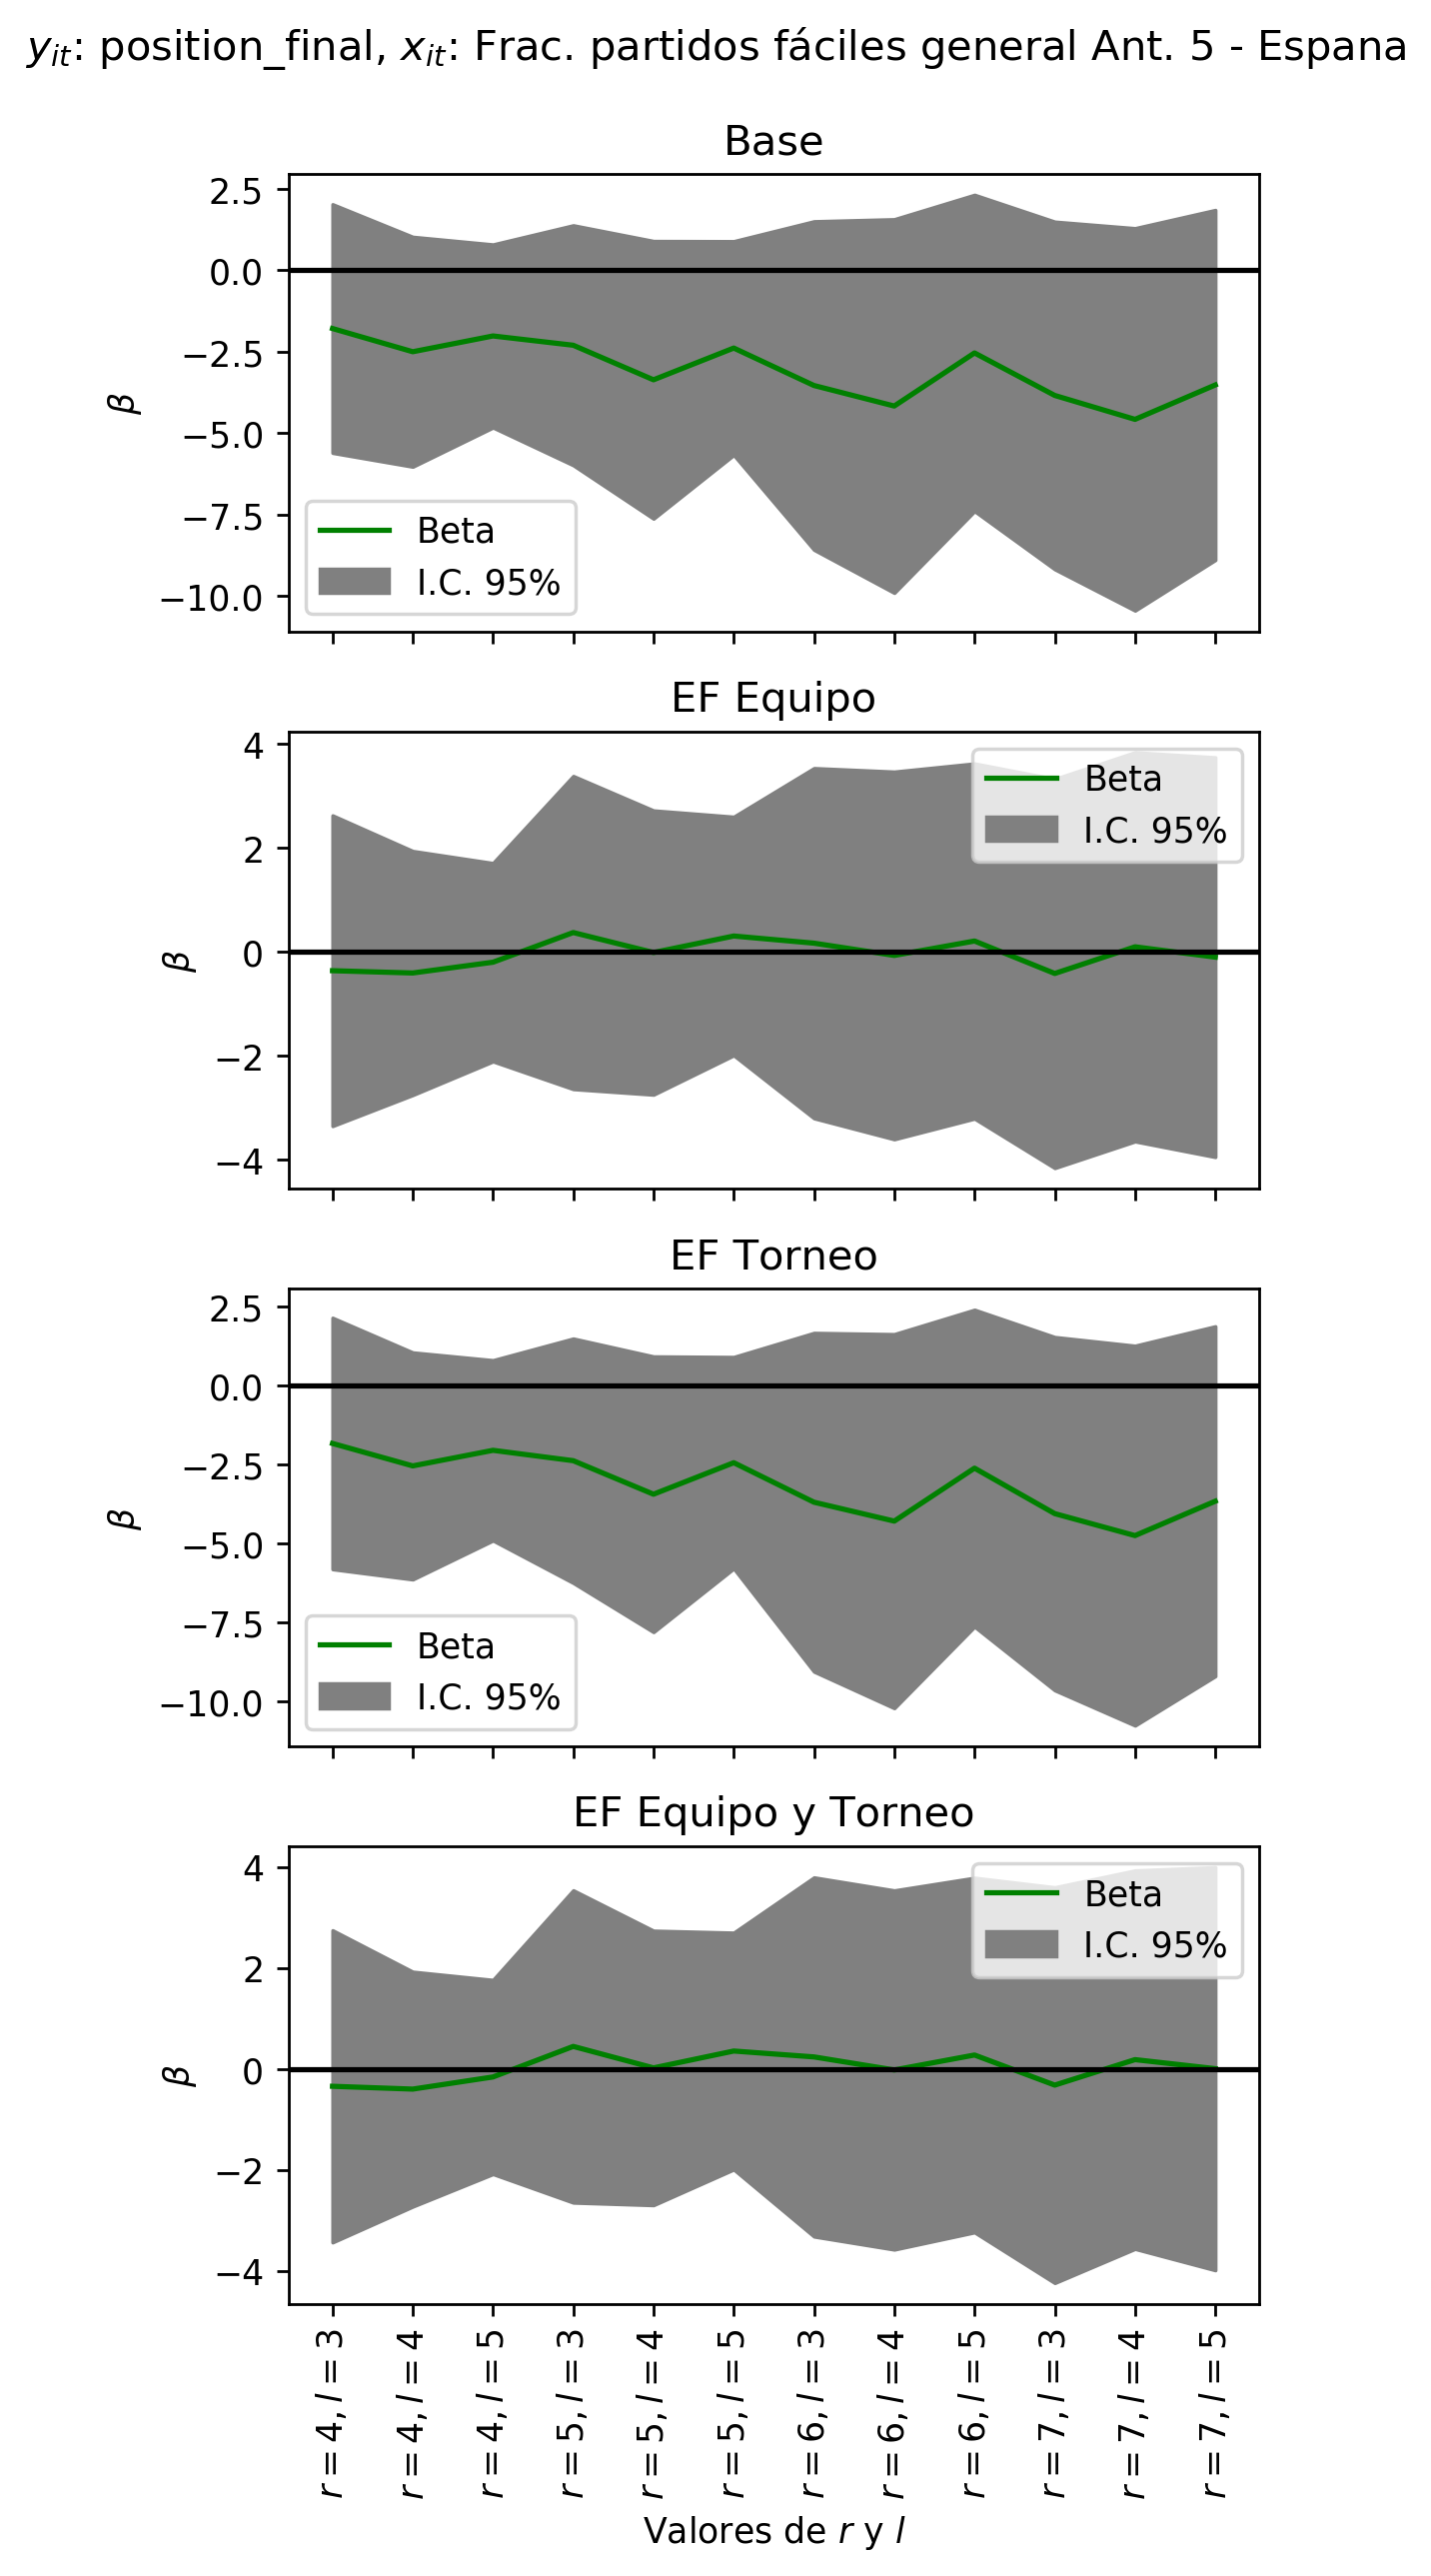 y_it: position_final, x_it: Frac. partidos fáciles general Ant. 5 - Espana
Base
2.5
0.0
−2.5
−5.0
−7.5
−10.0
β
Beta
I.C. 95%
EF Equipo
4
2
0
−2
−4
β
Beta
I.C. 95%
EF Torneo
2.5
0.0
−2.5
−5.0
−7.5
−10.0
β
Beta
I.C. 95%
EF Equipo y Torneo
4
2
0
−2
−4
β
Beta
I.C. 95%
r = 4, l = 3
r = 4, l = 4
r = 4, l = 5
r = 5, l = 3
r = 5, l = 4
r = 5, l = 5
r = 6, l = 3
r = 6, l = 4
r = 6, l = 5
r = 7, l = 3
r = 7, l = 4
r = 7, l = 5
Valores de r y l